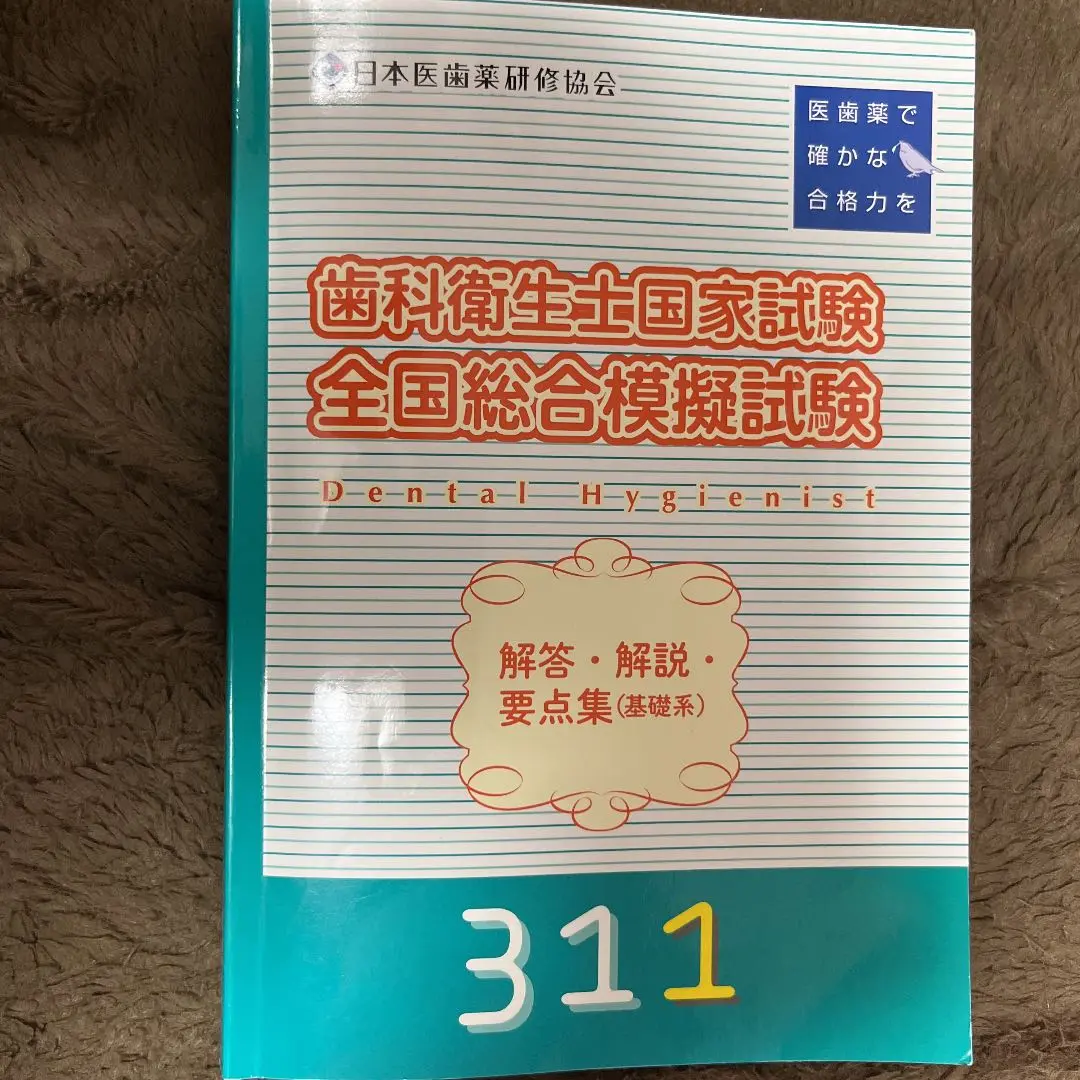 日本医歯薬研修協会
医歯薬で
確かな
合格力を
歯科衛生士国家試験
全国総合模擬試験
Dental Hygienist
解答・解説・
要点集(基礎系)
311